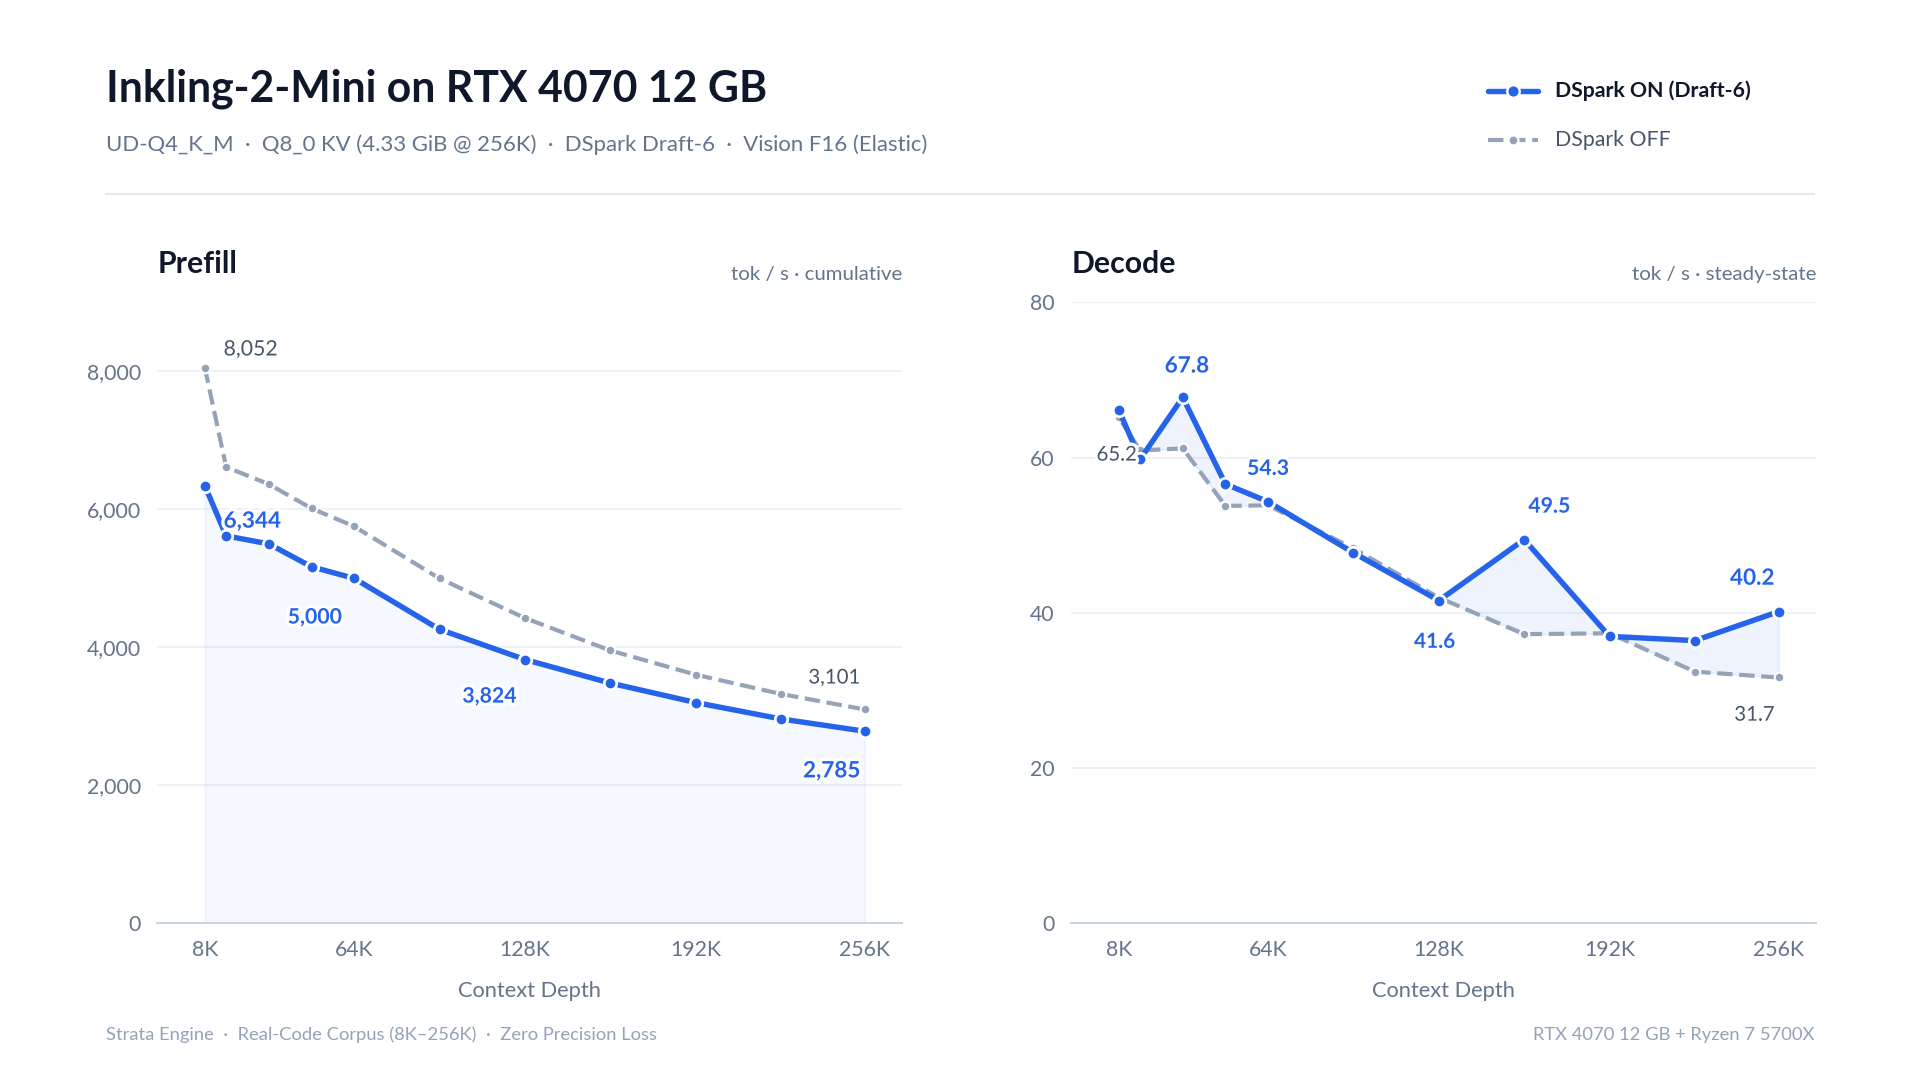 Inkling-2-Mini on RTX 4070 12 GB
UD-Q4_K_M · Q8_0 KV (4.33 GiB @ 256K) · DSpark Draft-6 · Vision F16 (Elastic)
DSpark ON (Draft-6)
DSpark OFF
Prefill
tok / s · cumulative
8,000
6,000
4,000
2,000
0
8,052
6,344
5,000
3,824
3,101
2,785
8K
64K
128K
192K
256K
Context Depth
Decode
tok / s · steady-state
80
60
40
20
0
67.8
65.2
54.3
49.5
41.6
40.2
31.7
8K
64K
128K
192K
256K
Context Depth
Strata Engine · Real-Code Corpus (8K–256K) · Zero Precision Loss
RTX 4070 12 GB + Ryzen 7 5700X